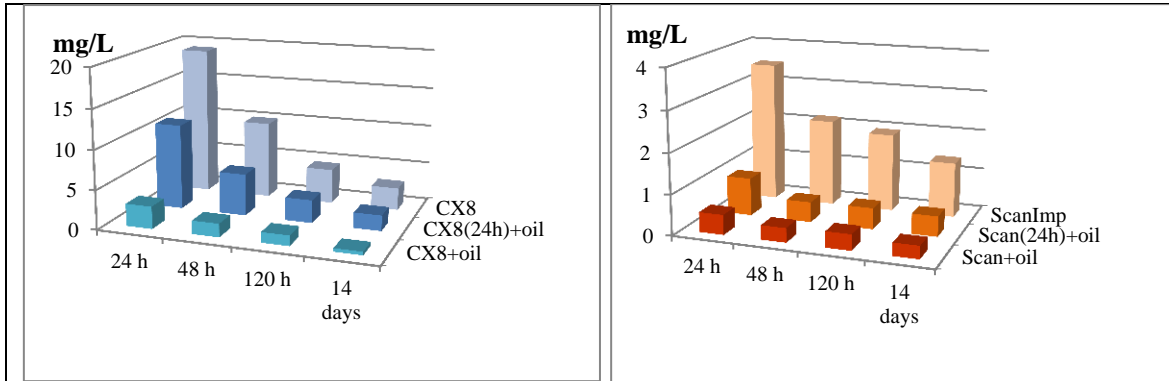 mg/L
20
15
10
5
0
24 h
48 h
120 h
14
days
CX8
CX8(24h)+oil
CX8+oil
mg/L
4
3
2
1
0
24 h
48 h
120 h
14
days
ScanImp
Scan(24h)+oil
Scan+oil